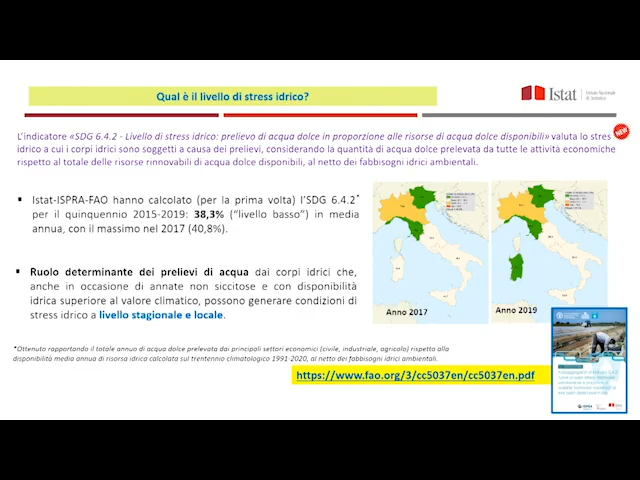 Qual è il livello di stress idrico?
Istat
L'indicatore «SDG 6.4.2 - Livello di stress idrico: prelievo di acqua dolce in proporzione alle risorse di acqua dolce disponibili» valuta lo stres
NEW
idrico a cui i corpi idrici sono soggetti a causa dei prelievi, considerando la quantità di acqua dolce prelevata da tutte le attività economiche
rispetto al totale delle risorse rinnovabili di acqua dolce disponibili, al netto dei fabbisogni idrici ambientali.
▪ Istat-ISPRA-FAO hanno calcolato (per la prima volta) l'SDG 6.4.2*
per il quinquennio 2015-2019: 38,3% ("livello basso") in media
annua, con il massimo nel 2017 (40,8%).
▪ Ruolo determinante dei prelievi di acqua dai corpi idrici che,
anche in occasione di annate non siccitose e con disponibilità
idrica superiore al valore climatico, possono generare condizioni di
stress idrico a livello stagionale e locale.
Anno 2017
Anno 2019
*Ottenuto rapportando il totale annuo di acqua dolce prelevata dai principali settori economici (civile, industriale, agricolo) rispetto alla
disponibilità media annua di risorsa idrica calcolata sul trentennio climatologico 1991-2020, al netto dei fabbisogni idrici ambientali.
https://www.fao.org/3/cc5037en/cc5037en.pdf